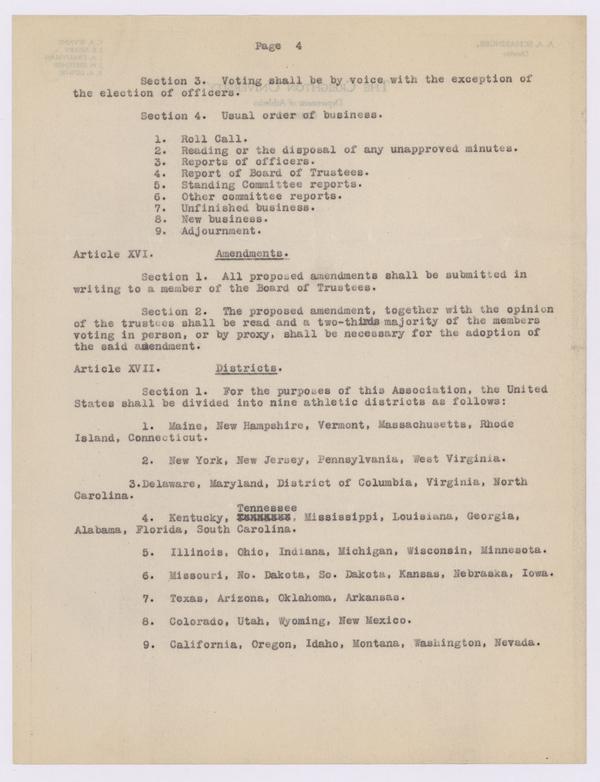 Page 4
Section 3. Voting shall be by voice with the exception of
the election of officers.
Section 4. Usual order of business.
1. Roll Call.
2. Reading or the disposal of any unapproved minutes.
3. Reports of officers.
4. Report of Board of Trustees.
5. Standing Committee reports.
6. Other committee reports.
7. Unfinished business.
8. New business.
9. Adjournment.
Article XVI. Amendments.
Section 1. All proposed amendments shall be submitted in
writing to a member of the Board of Trustees.
Section 2. The proposed amendment, together with the opinion
of the trustees shall be read and a two-thirds majority of the members
voting in person, or by proxy, shall be necessary for the adoption of
the said amendment.
Article XVII. Districts.
Section 1. For the purposes of this Association, the United
States shall be divided into nine athletic districts as follows:
1. Maine, New Hampshire, Vermont, Massachusetts, Rhode
Island, Connecticut.
2. New York, New Jersey, Pennsylvania, West Virginia.
3.Delaware, Maryland, District of Columbia, Virginia, North
Carolina.
Tennessee
4. Kentucky, , Mississippi, Louisiana, Georgia,
Alabama, Florida, South Carolina.
5. Illinois, Ohio, Indiana, Michigan, Wisconsin, Minnesota.
6. Missouri, No. Dakota, So. Dakota, Kansas, Nebraska, Iowa.
7. Texas, Arizona, Oklahoma, Arkansas.
8. Colorado, Utah, Wyoming, New Mexico.
9. California, Oregon, Idaho, Montana, Washington, Nevada.